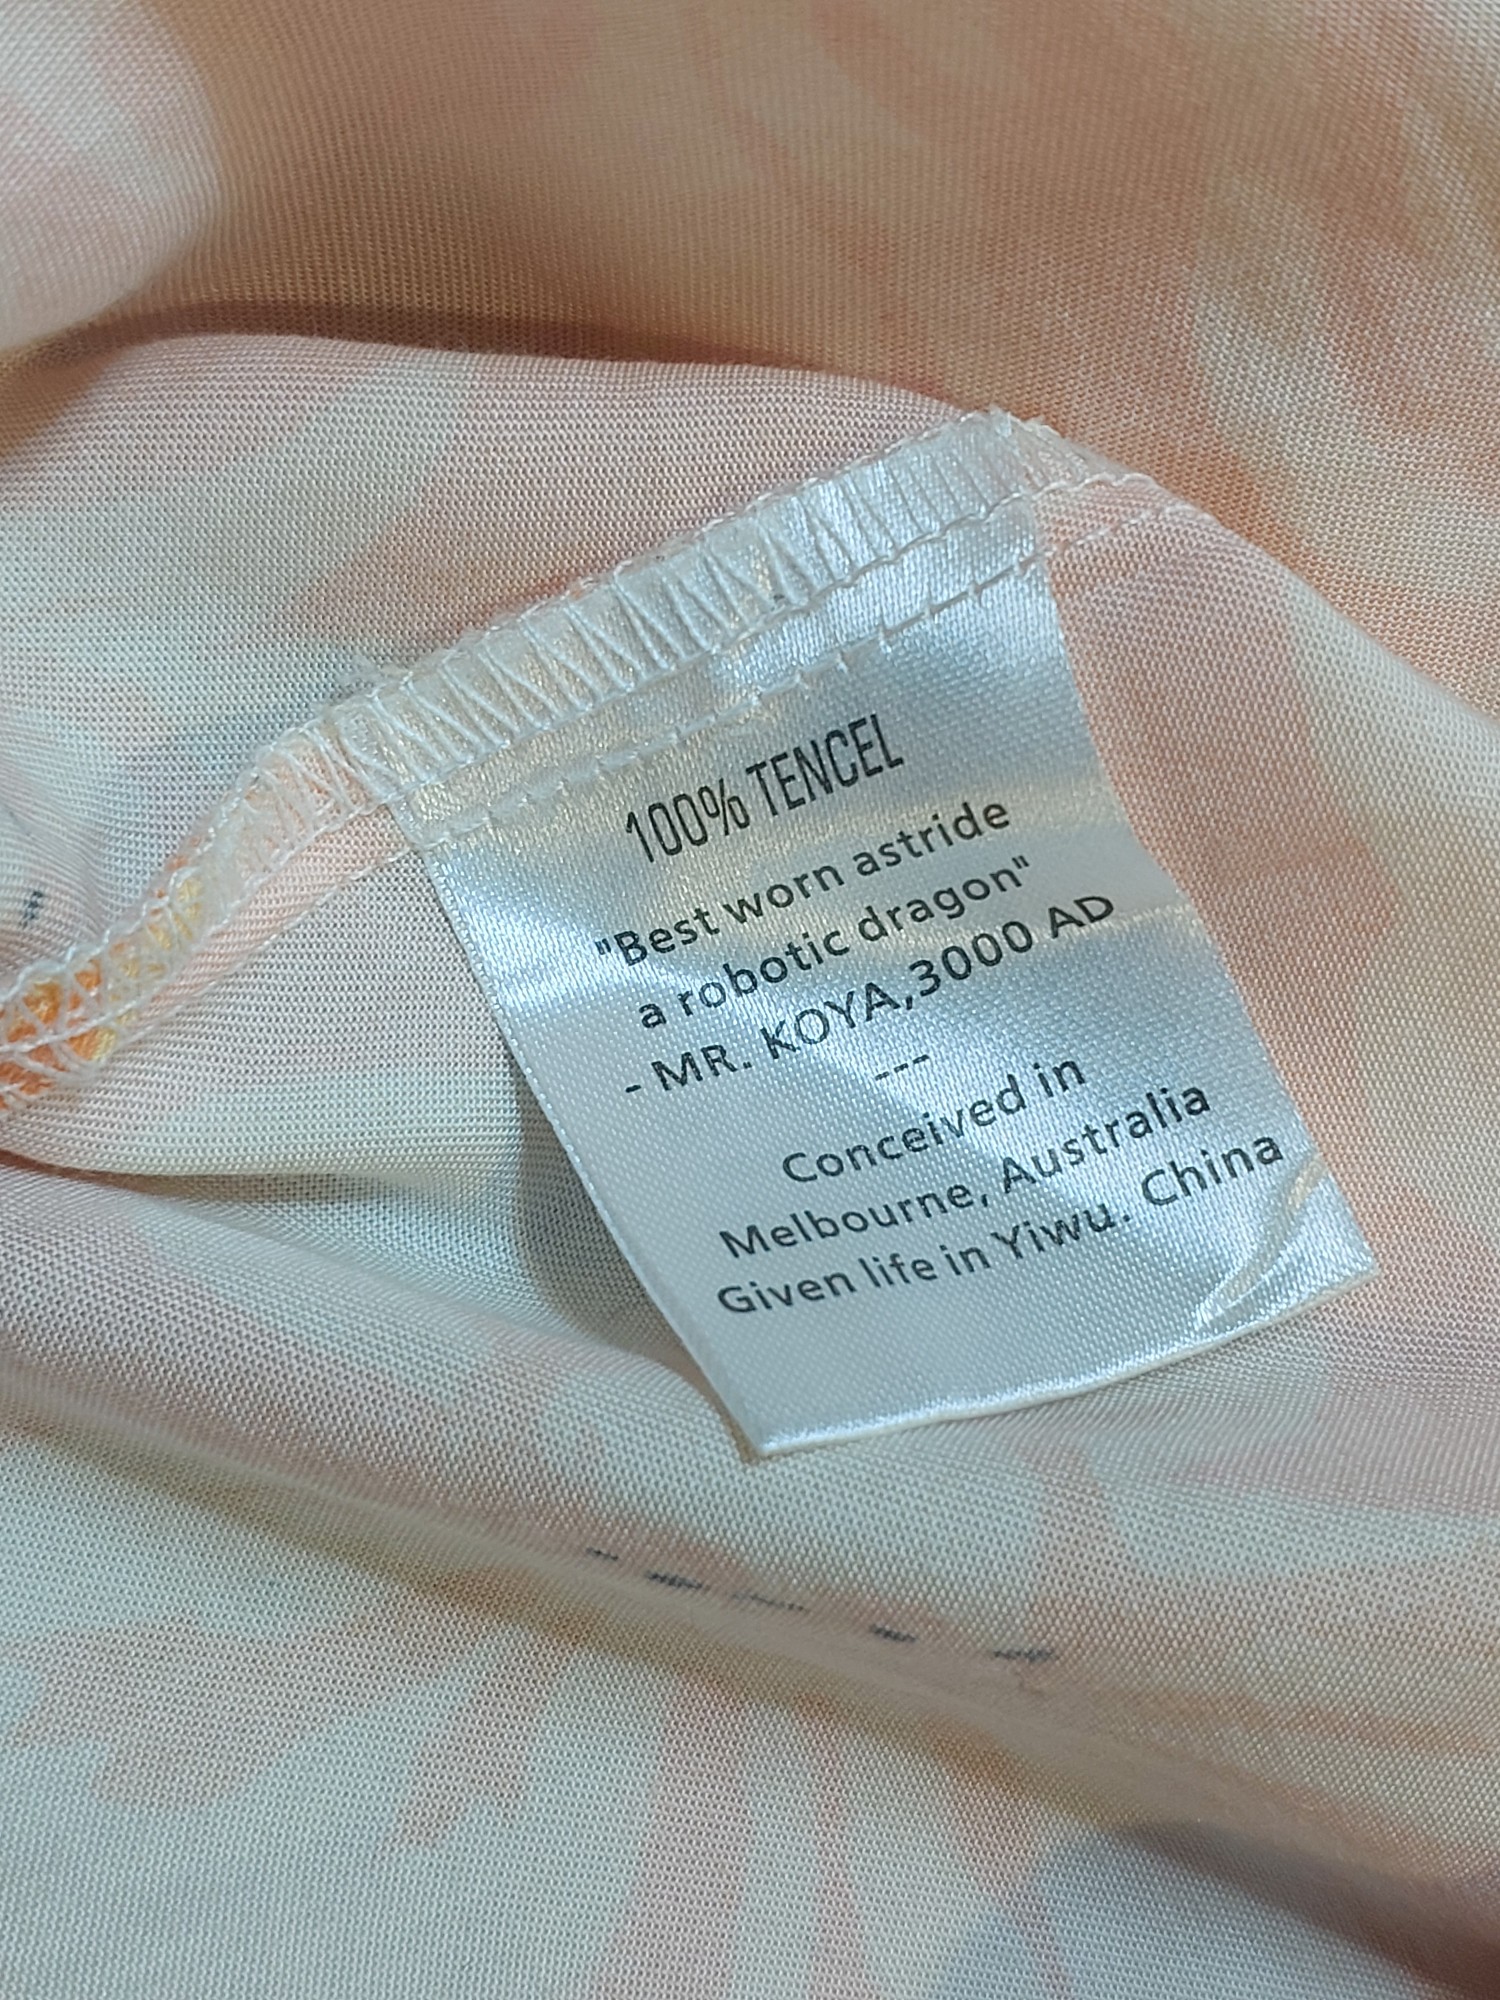 100% TENCEL
"Best worn astride
a robotic dragon"
- MR. KOYA,3000 AD
---
Conceived in
Melbourne, Australia
Given life in Yiwu. China